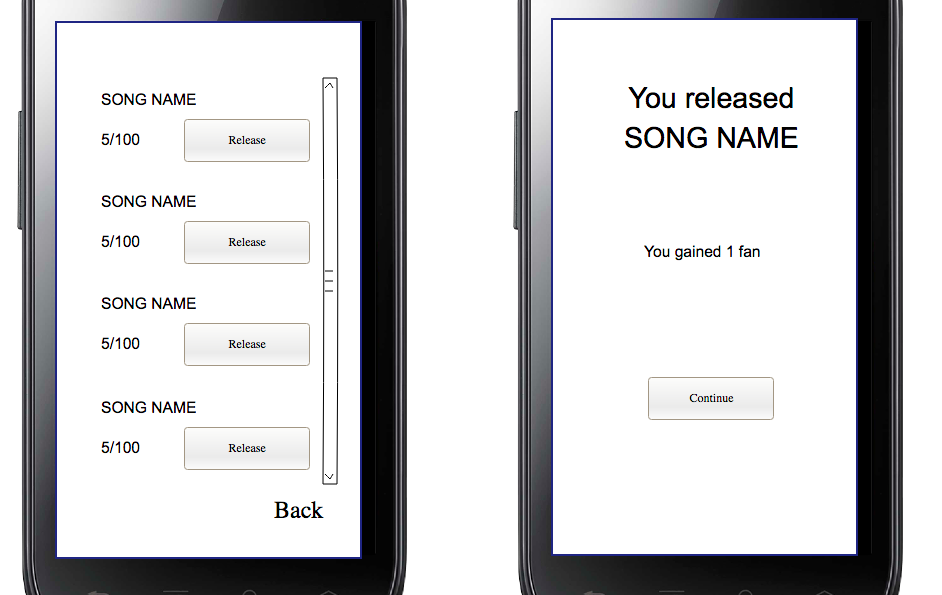 SONG NAME
5/100 Release
SONG NAME
5/100 Release
SONG NAME
5/100 Release
SONG NAME
5/100 Release
Back
You released
SONG NAME
You gained 1 fan
Continue